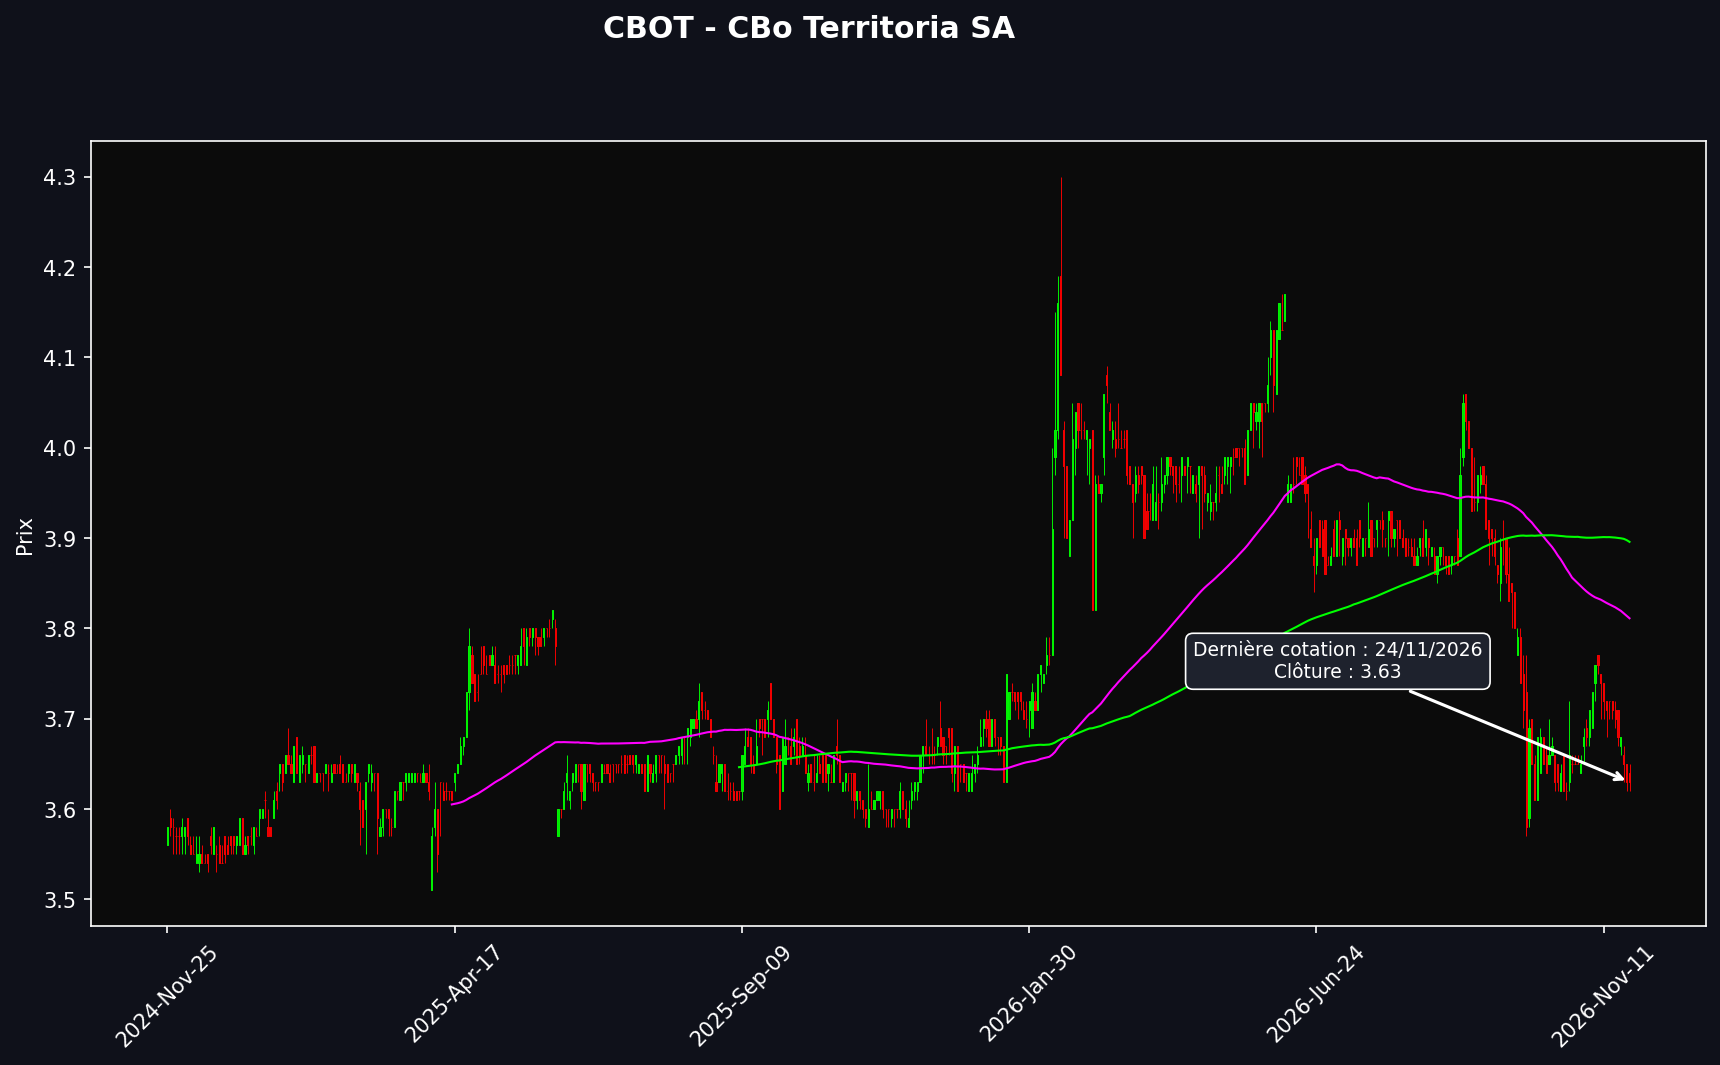 CBOT - CBo Territoria SA
Prix
4.3
4.2
4.1
4.0
3.9
3.8
3.7
3.6
3.5
Dernière cotation : 24/11/2026
Clôture : 3.63
2024-Nov-25
2025-Apr-17
2025-Sep-09
2026-Jan-30
2026-Jun-24
2026-Nov-11